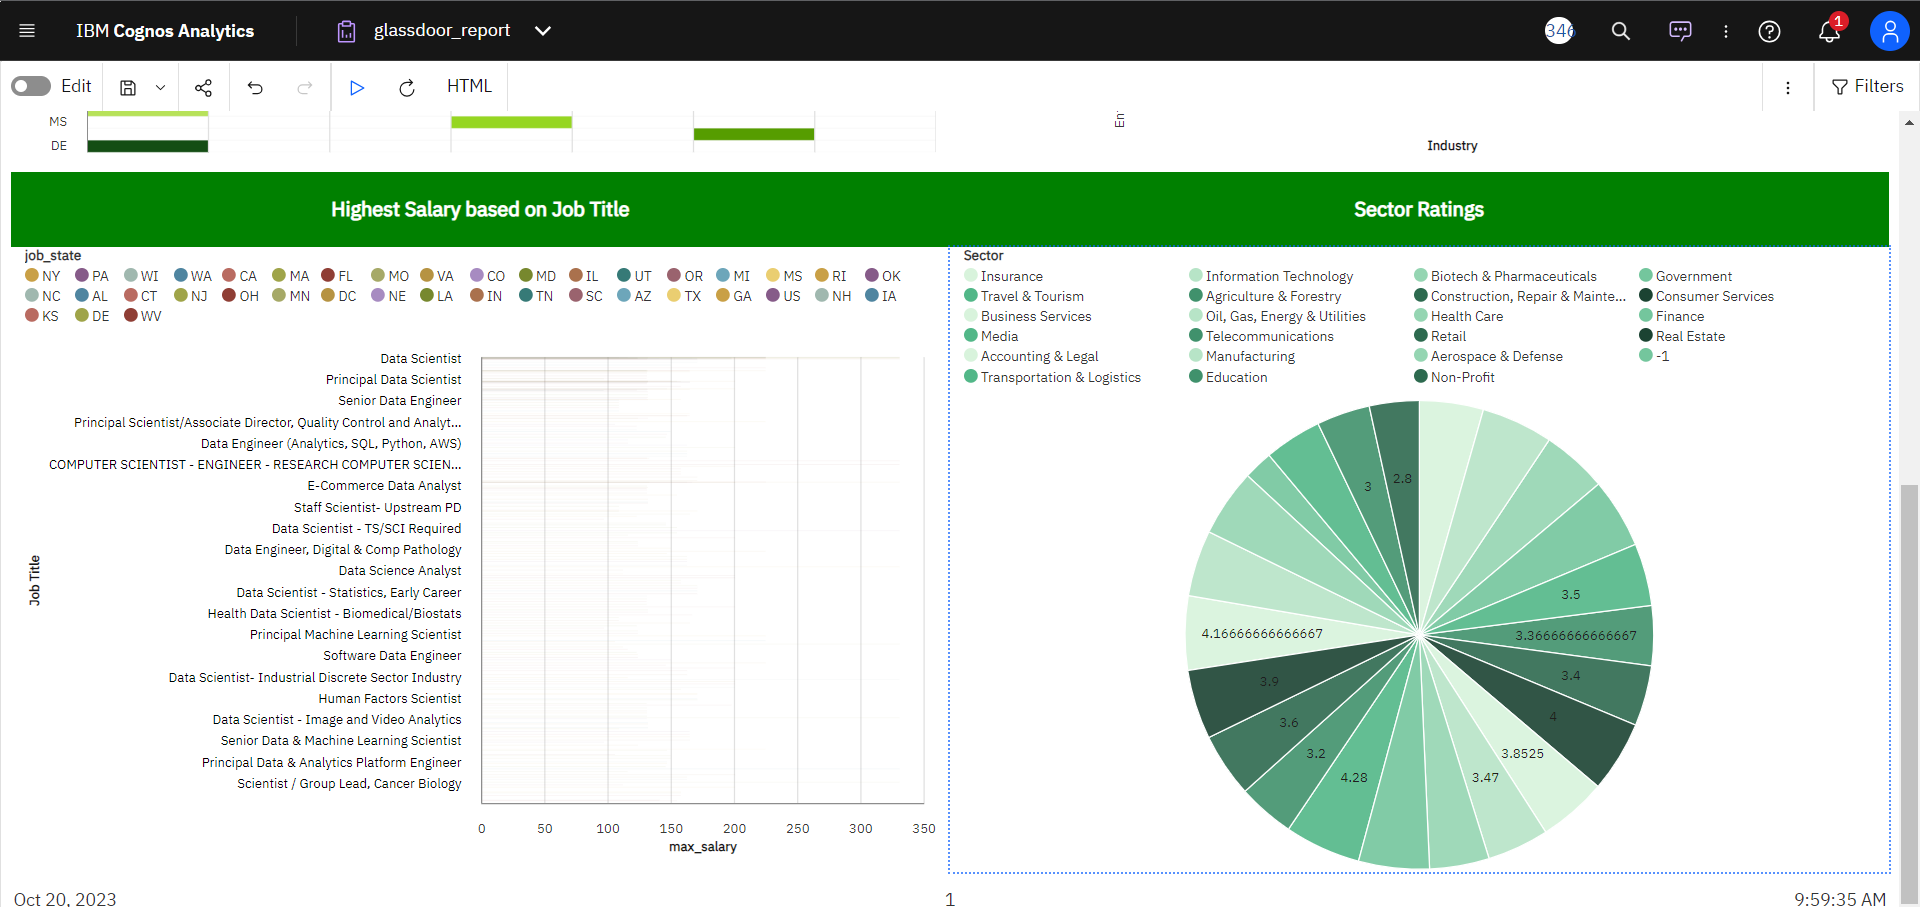 IBM Cognos Analytics
glassdoor_report
346
1
Edit
HTML
Filters
MS
DE
En
Industry
Highest Salary based on Job Title
Sector Ratings
job_state
NY PA WI WA CA MA FL MO VA CO MD IL UT OR MI MS RI OK
NC AL CT NJ OH MN DC NE LA IN TN SC AZ TX GA US NH IA
KS DE WV
Data Scientist
Principal Data Scientist
Senior Data Engineer
Principal Scientist/Associate Director, Quality Control and Analyt...
Data Engineer (Analytics, SQL, Python, AWS)
COMPUTER SCIENTIST - ENGINEER - RESEARCH COMPUTER SCIEN...
E-Commerce Data Analyst
Staff Scientist- Upstream PD
Data Scientist - TS/SCI Required
Data Engineer, Digital & Comp Pathology
Data Science Analyst
Data Scientist - Statistics, Early Career
Health Data Scientist - Biomedical/Biostats
Principal Machine Learning Scientist
Software Data Engineer
Data Scientist- Industrial Discrete Sector Industry
Human Factors Scientist
Data Scientist - Image and Video Analytics
Senior Data & Machine Learning Scientist
Principal Data & Analytics Platform Engineer
Scientist / Group Lead, Cancer Biology
Job Title
0 50 100 150 200 250 300 350
max_salary
Sector
Insurance Information Technology Biotech & Pharmaceuticals Government
Travel & Tourism Agriculture & Forestry Construction, Repair & Mainte... Consumer Services
Business Services Oil, Gas, Energy & Utilities Health Care Finance
Media Telecommunications Retail Real Estate
Accounting & Legal Manufacturing Aerospace & Defense -1
Transportation & Logistics Education Non-Profit
2.8
3
3.5
4.16666666666667
3.36666666666667
3.4
3.9
4
3.6
3.2
3.8525
4.28
3.47
Oct 20, 2023
1
9:59:35 AM